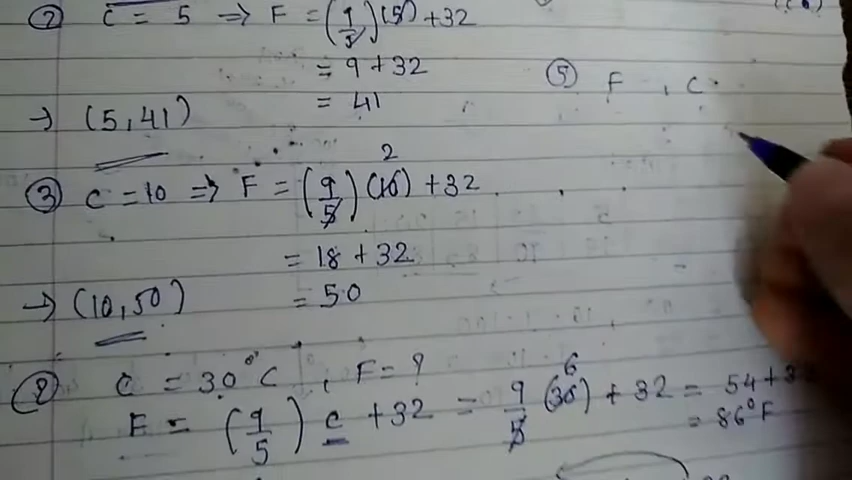 ② C = 5 ⇒ F = (9/5)(5) + 32
= 9 + 32
= 41
→ (5, 41)
⑤ F , C
③ C = 10 ⇒ F = (9/5)(10) + 32
2
= 18 + 32
= 50
→ (10, 50)
② C = 30°C , F = ?
F = (9/5) C + 32 = 9/5 (30) + 32 = 54 + 32
6
= 86°F